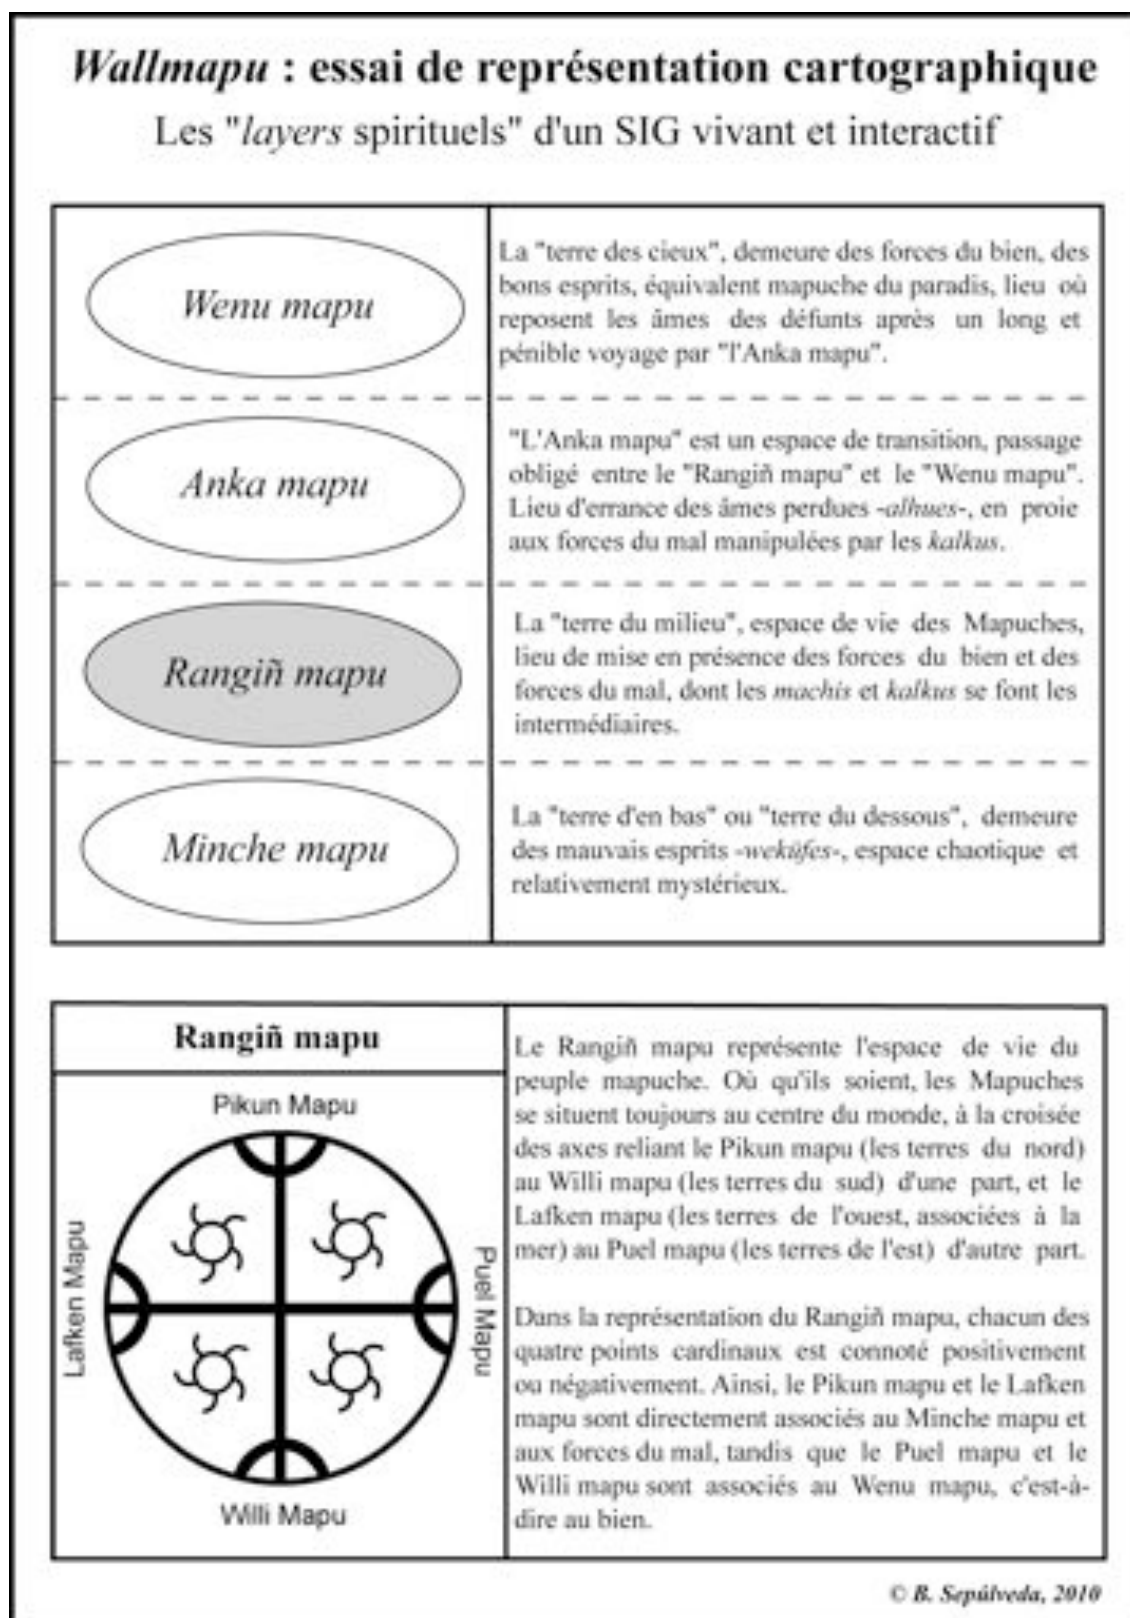 Wallmapu : essai de représentation cartographique
Les "layers spirituels" d'un SIG vivant et interactif
Wenu mapu
La "terre des cieux", demeure des forces du bien, des
bons esprits, équivalent mapuche du paradis, lieu où
reposent les âmes des défunts après un long et
pénible voyage par "l'Anka mapu".
Anka mapu
"L'Anka mapu" est un espace de transition, passage
obligé entre le "Rangiñ mapu" et le "Wenu mapu".
Lieu d'errance des âmes perdues -alhues-, en proie
aux forces du mal manipulées par les kalkus.
Rangiñ mapu
La "terre du milieu", espace de vie des Mapuches,
lieu de mise en présence des forces du bien et des
forces du mal, dont les machis et kalkus se font les
intermédiaires.
Minche mapu
La "terre d'en bas" ou "terre du dessous", demeure
des mauvais esprits -weküfes-, espace chaotique et
relativement mystérieux.
Rangiñ mapu
Pikun Mapu
Lafken Mapu
Puel Mapu
Willi Mapu
Le Rangiñ mapu représente l'espace de vie du
peuple mapuche. Où qu'ils soient, les Mapuches
se situent toujours au centre du monde, à la croisée
des axes reliant le Pikun mapu (les terres du nord)
au Willi mapu (les terres du sud) d'une part, et le
Lafken mapu (les terres de l'ouest, associées à la
mer) au Puel mapu (les terres de l'est) d'autre part.
Dans la représentation du Rangiñ mapu, chacun des
quatre points cardinaux est connoté positivement
ou négativement. Ainsi, le Pikun mapu et le Lafken
mapu sont directement associés au Minche mapu et
aux forces du mal, tandis que le Puel mapu et le
Willi mapu sont associés au Wenu mapu, c'est-à-
dire au bien.
© B. Sepúlveda, 2010